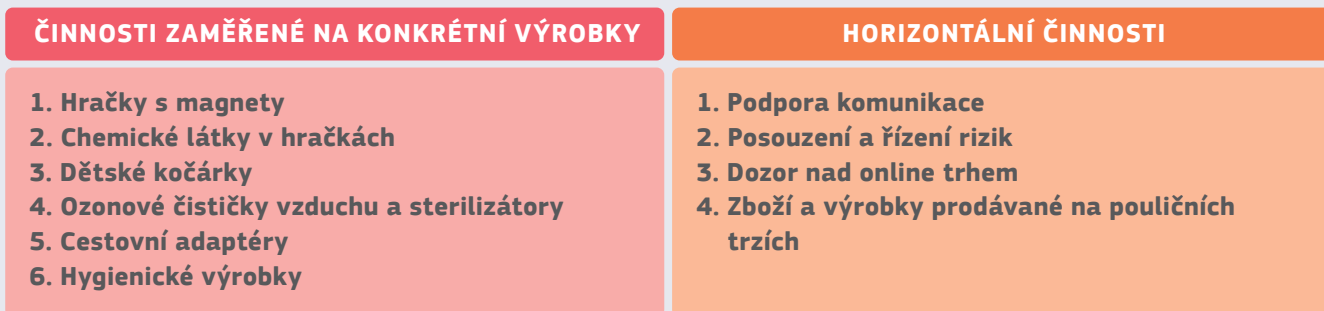 ČINNOSTI ZAMĚŘENÉ NA KONKRÉTNÍ VÝROBKY
1. Hračky s magnety
2. Chemické látky v hračkách
3. Dětské kočárky
4. Ozonové čističky vzduchu a sterilizátory
5. Cestovní adaptéry
6. Hygienické výrobky
HORIZONTÁLNÍ ČINNOSTI
1. Podpora komunikace
2. Posouzení a řízení rizik
3. Dozor nad online trhem
4. Zboží a výrobky prodávané na pouličních
trzích